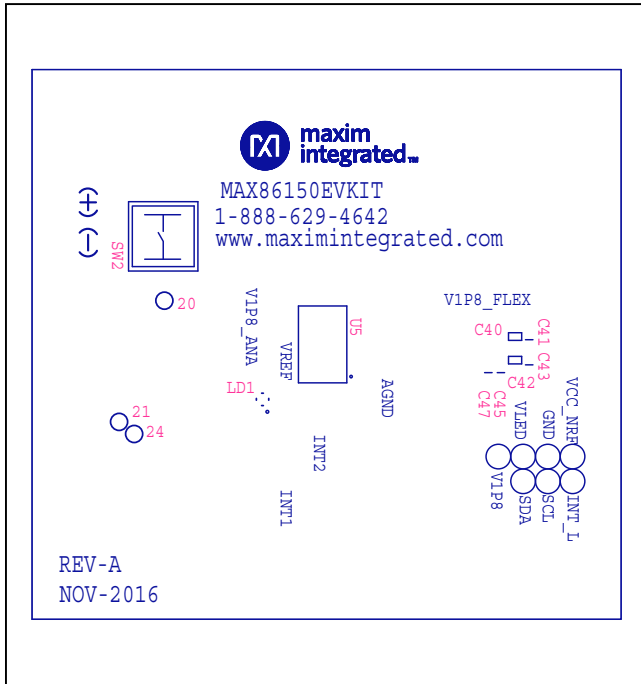 maxim
integrated™
MAX86150EVKIT
1-888-629-4642
www.maximintegrated.com
(+)
(-)
SW2
20
V1P8_ANA
VREF
U5
LD1
AGND
INT2
INT1
21
24
V1P8_FLEX
C40
C41
C43
C42
C45
C47
VLED
GND
VCC_NRF
V1P8
SDA
SCL
INT_L
REV-A
NOV-2016